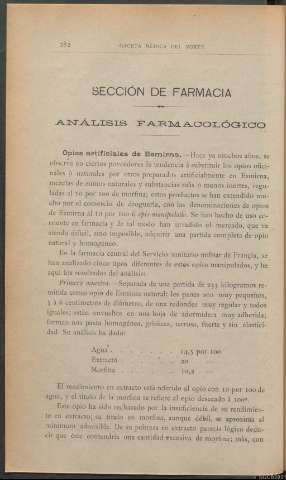 382
GACETA MÉDICA DEL NORTE
SECCIÓN DE FARMACIA
ANÁLISIS FARMACOLÓGICO
Opios artificiales de Esmirna.—Hace ya muchos años, se
observa en ciertos proveedores la tendencia á substituir los opios ofici-
nales ó naturales por otros preparados artificialmente en Esmirna,
mezclas de zumos naturales y substancias más ó menos inertes, regu-
ladas al 10 por 100 de morfina; estos productos se han extendido mu-
cho por el comercio de droguería, con las denominaciones de opios
de Esmirna al 10 por 100 ú opio manipulado. Se han hecho de uso co-
rriente en farmacia y de tal modo han invadido el mercado, que va
siendo difícil, sino imposible, adquirir una partida completa de opio
natural y homogéneo.
En la farmacia central del Servicio sanitario militar de Francia, se
han analizado cinco tipos diferentes de estos opios manipulados, y he
aquí los resultados del análisis:
Primera muestra.—Separada de una partida de 233 kilogramos re-
mitida como opio de Esmirna natural: los panes son muy pequeños,
5 á 6 centímetros de diámetro, de una redondez muy regular y todos
iguales; están envueltos en una hoja de adormidera muy adherida;
forman una pasta homogénea, grisácea, terrosa, fuerte y sin elastici-
dad. Su análisis ha dado:
Agua . . . . . . 14,5 por 100
Extracto . . . . . . 20 —
Morfina . . . . . . 10,2 —
El rendimiento en extracto está referido al opio con 10 por 100 de
agua, y el título de la morfina se refiere el opio desecado á 100º.
Este opio ha sido rechazado por la insuficiencia de su rendimien-
to en extracto; su título en morfina, aunque débil, se aproxima al
mínimum admisible. De su pobreza en extracto parecía lógico dedu-
cir que éste contendría una cantidad excesiva de morfina; mas, con